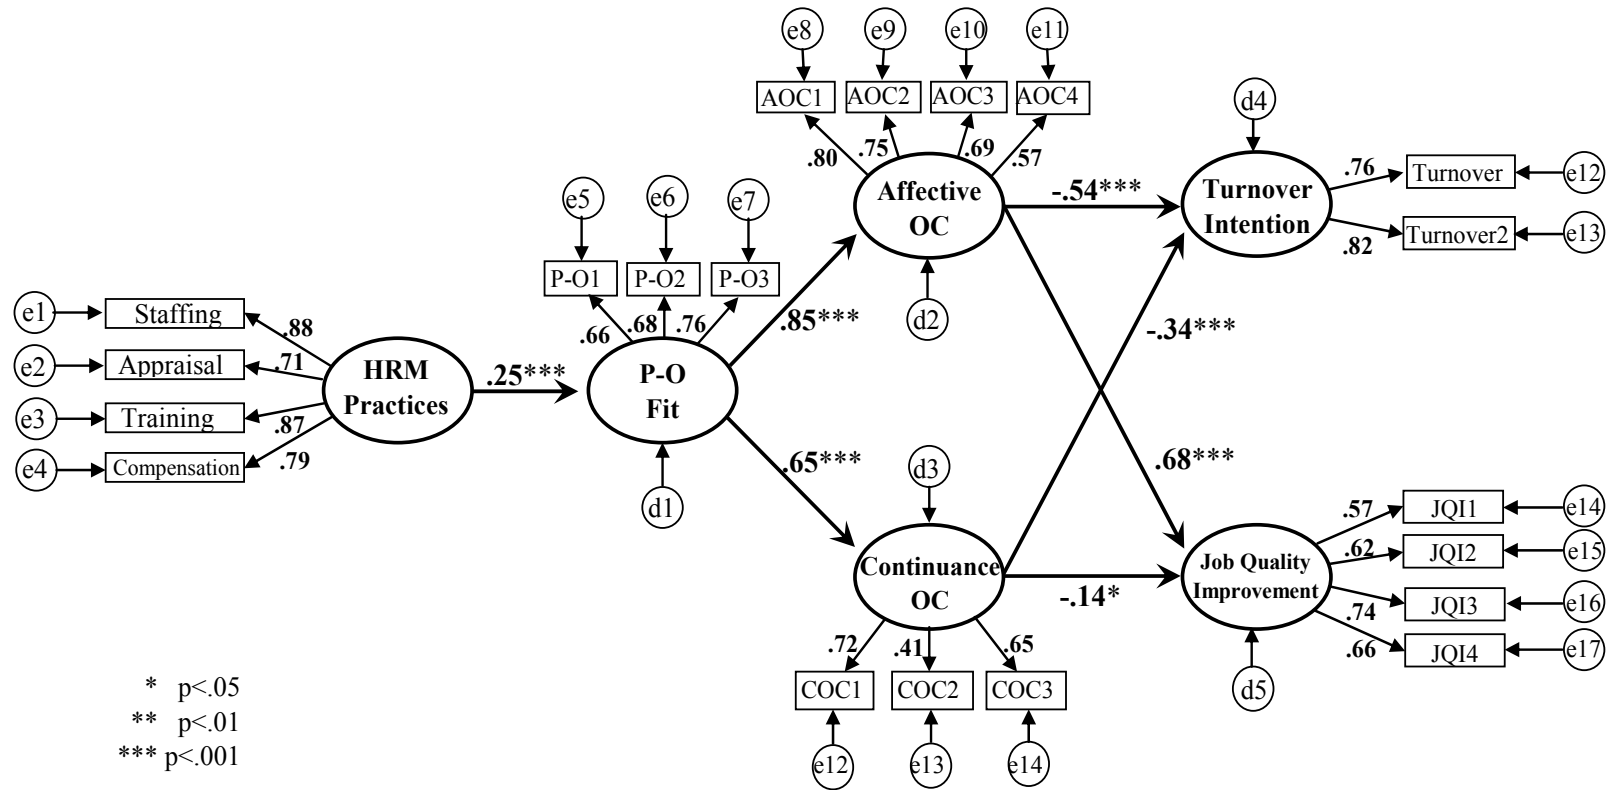 e8
e9
e10
e11
AOC1
AOC2
AOC3
AOC4
.80
.75
.69
.57
Affective
OC
d2
d4
Turnover
Intention
.76
Turnover
e12
.82
Turnover2
e13
-.54***
e5
e6
e7
P-O1
P-O2
P-O3
.66
.68
.76
P-O
Fit
d1
.85***
-.34***
e1
Staffing
.88
e2
Appraisal
.71
e3
Training
.87
e4
Compensation
.79
HRM
Practices
.25***
.65***
.68***
d3
Continuance
OC
-.14*
.72
.41
.65
COC1
COC2
COC3
e12
e13
e14
Job Quality
Improvement
d5
.57
JQI1
e14
.62
JQI2
e15
.74
JQI3
e16
.66
JQI4
e17
* p<.05
** p<.01
*** p<.001